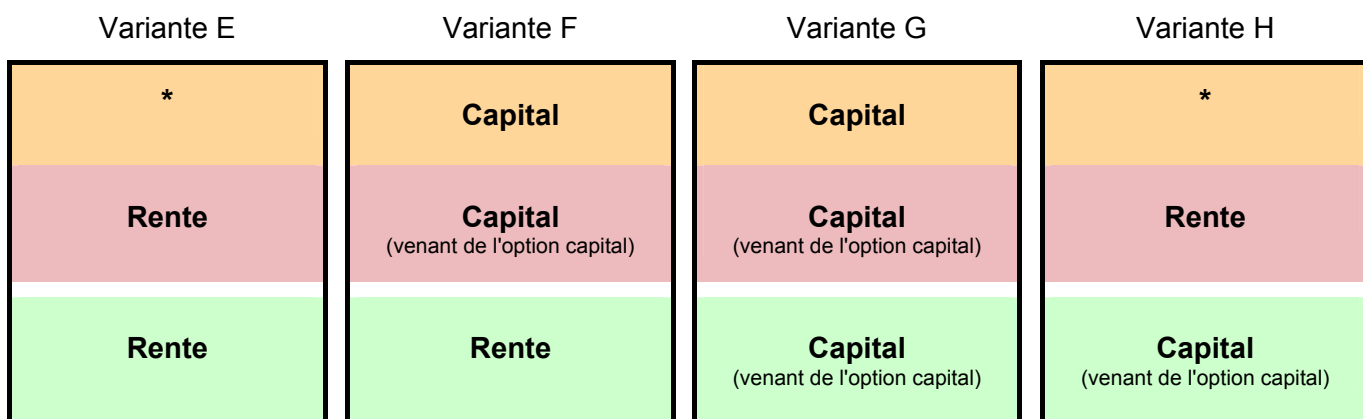 Variante E Variante F Variante G Variante H
* Capital Capital *
Rente Capital Capital Rente
(venant de l'option capital) (venant de l'option capital)
Rente Rente Capital Capital
(venant de l'option capital) (venant de l'option capital)